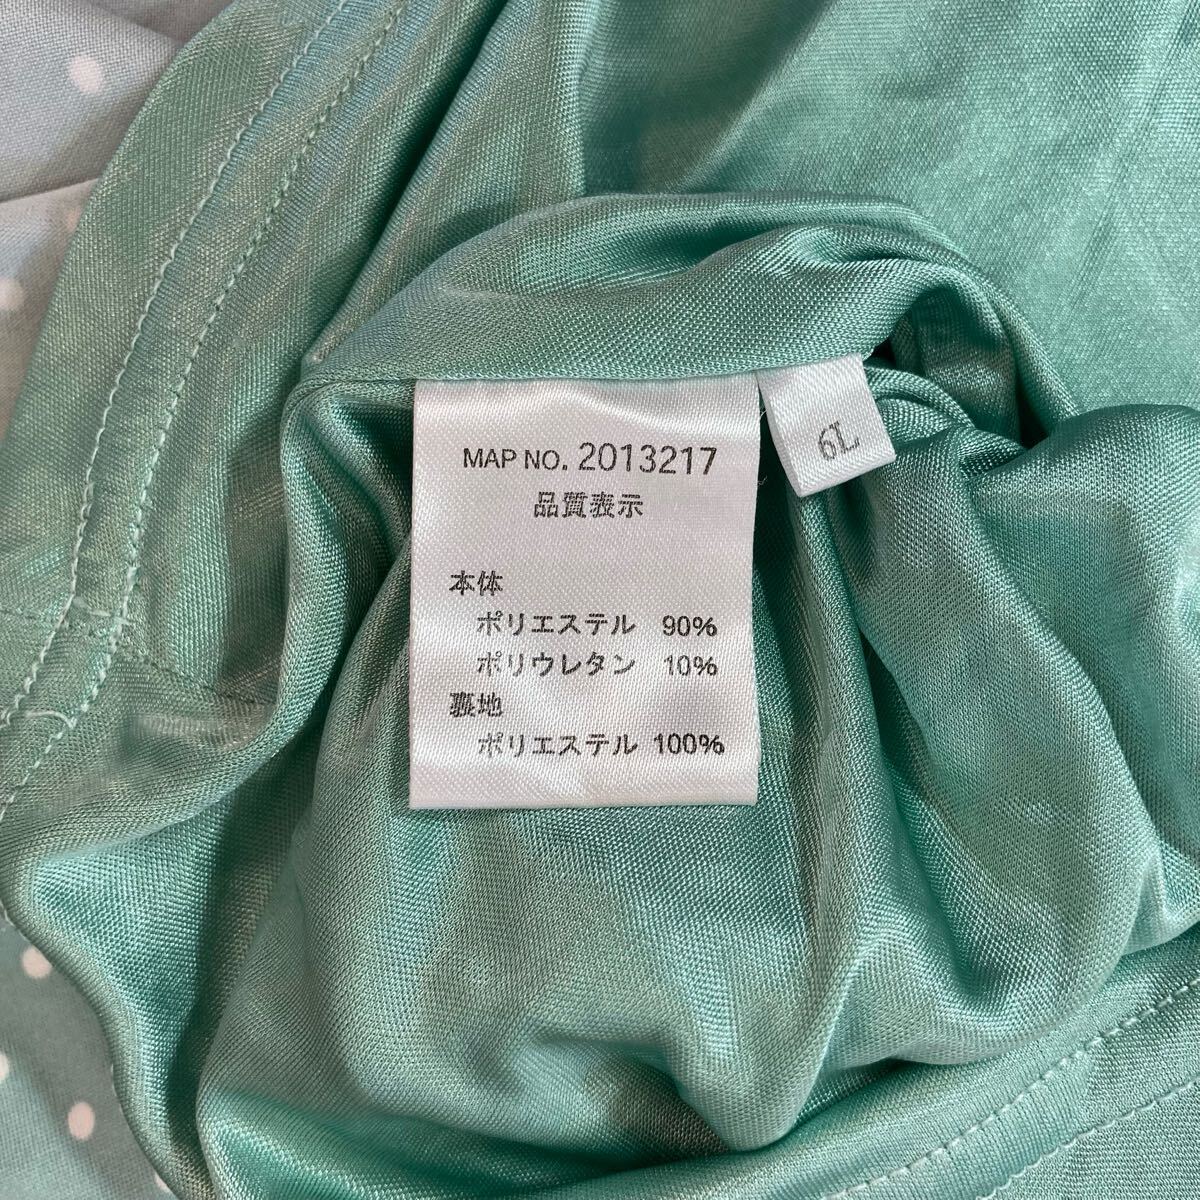 MAP NO. 2013217
品質表示
本体
ポリエステル 90%
ポリウレタン 10%
裏地
ポリエステル 100%
6L